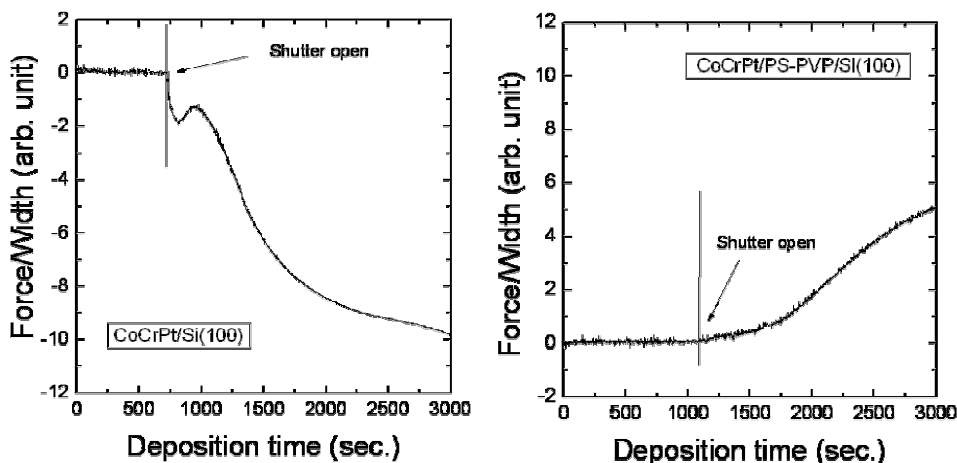 Force/Width (arb. unit)
2
0
-2
-4
-6
-8
-10
-12
Shutter open
CoCrPt/Si(100)
0 500 1000 1500 2000 2500 3000
Deposition time (sec.)
Force/Width (arb. unit)
12
10
8
6
4
2
0
-2
CoCrPt/PS-PVP/Si(100)
Shutter open
0 500 1000 1500 2000 2500 3000
Deposition time (sec.)